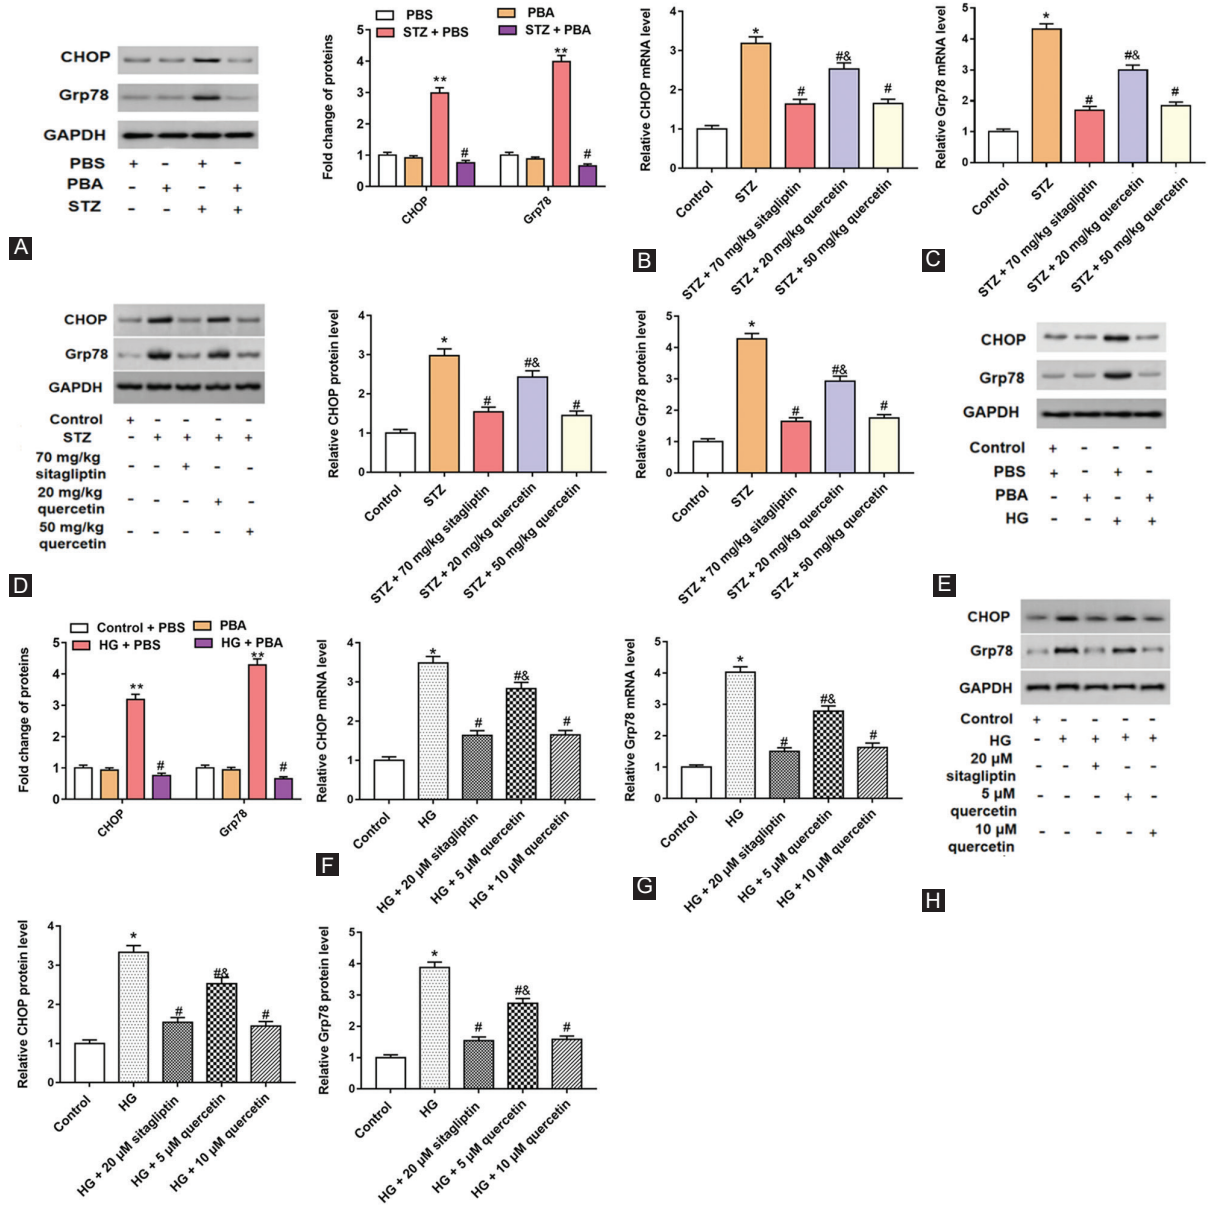 CHOP
Grp78
GAPDH
PBS + - + -
PBA - + - +
STZ - - + +
A
PBS
PBA
STZ + PBS
STZ + PBA
Fold change of proteins
5
4
3
2
1
0
**
#
**
#
CHOP
Grp78
Relative CHOP mRNA level
4
3
2
1
0
*
#
#&
#
Control
STZ
STZ + 70 mg/kg sitagliptin
STZ + 20 mg/kg quercetin
STZ + 50 mg/kg quercetin
B
Relative Grp78 mRNA level
5
4
3
2
1
0
*
#
#&
#
Control
STZ
STZ + 70 mg/kg sitagliptin
STZ + 20 mg/kg quercetin
STZ + 50 mg/kg quercetin
C
CHOP
Grp78
GAPDH
Control + - - - -
STZ - + + + +
70 mg/kg
sitagliptin - - + - -
20 mg/kg
quercetin - - - + -
50 mg/kg
quercetin - - - - +
D
Relative CHOP protein level
4
3
2
1
0
*
#
#&
#
Control
STZ
STZ + 70 mg/kg sitagliptin
STZ + 20 mg/kg quercetin
STZ + 50 mg/kg quercetin
Relative Grp78 protein level
5
4
3
2
1
0
*
#
#&
#
Control
STZ
STZ + 70 mg/kg sitagliptin
STZ + 20 mg/kg quercetin
STZ + 50 mg/kg quercetin
CHOP
Grp78
GAPDH
Control + - - -
PBS + - + -
PBA - + - +
HG - - + +
E
Control + PBS
PBA
HG + PBS
HG + PBA
Fold change of proteins
5
4
3
2
1
0
**
#
**
#
CHOP
Grp78
Relative CHOP mRNA level
4
3
2
1
0
*
#
#&
#
Control
HG
HG + 20 µM sitagliptin
HG + 5 µM quercetin
HG + 10 µM quercetin
F
Relative Grp78 mRNA level
5
4
3
2
1
0
*
#
#&
#
Control
HG
HG + 20 µM sitagliptin
HG + 5 µM quercetin
HG + 10 µM quercetin
G
CHOP
Grp78
GAPDH
Control + - - - -
HG - + + + +
20 µM
sitagliptin - - + - -
5 µM
quercetin - - - + -
10 µM
quercetin - - - - +
H
Relative CHOP protein level
4
3
2
1
0
*
#
#&
#
Control
HG
HG + 20 µM sitagliptin
HG + 5 µM quercetin
HG + 10 µM quercetin
Relative Grp78 protein level
5
4
3
2
1
0
*
#
#&
#
Control
HG
HG + 20 µM sitagliptin
HG + 5 µM quercetin
HG + 10 µM quercetin